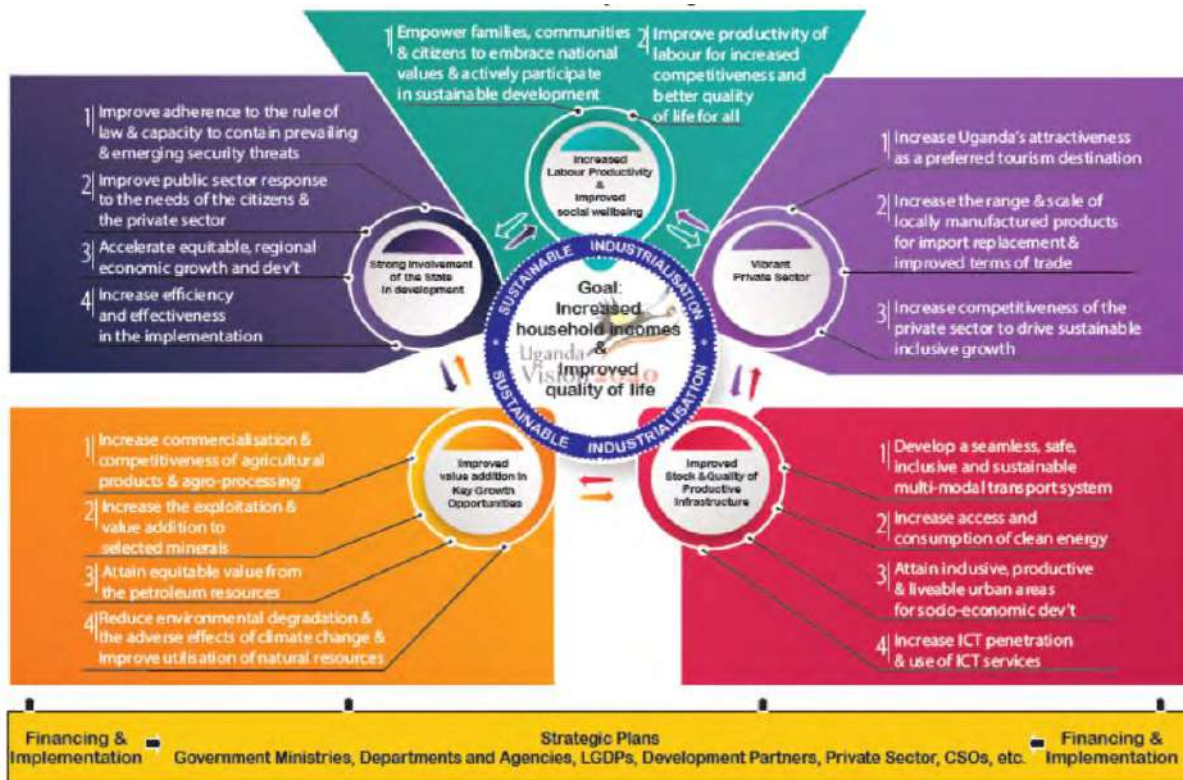 1 Empower families, communities
& citizens to embrace national
values & actively participate
in sustainable development
2 Improve productivity of
labour for increased
competitiveness and
better quality
of life for all
Increased
Labour Productivity
&
Improved
social wellbeing
1 Improve adherence to the rule of
law & capacity to contain prevailing
& emerging security threats
2 Improve public sector response
to the needs of the citizens &
the private sector
3 Accelerate equitable, regional
economic growth and dev't
4 Increase efficiency
and effectiveness
in the implementation
Strong Involvement
of the State
in development
1 Increase Uganda's attractiveness
as a preferred tourism destination
2 Increase the range & scale of
locally manufactured products
for import replacement &
improved terms of trade
3 Increase competitiveness of the
private sector to drive sustainable
inclusive growth
Vibrant
Private Sector
SUSTAINABLE INDUSTRIALISATION
Goal:
Increased
household incomes
&
Improved
quality of life
Uganda
Vision 2040
SUSTAINABLE INDUSTRIALISATION
1 Increase commercialisation &
competitiveness of agricultural
products & agro-processing
2 Increase the exploitation &
value addition to
selected minerals
3 Attain equitable value from
the petroleum resources
4 Reduce environmental degradation &
the adverse effects of climate change &
Improve utilisation of natural resources
Improved
value addition in
Key Growth
Opportunities
Improved
Stock & Quality of
Productive
Infrastructure
1 Develop a seamless, safe,
inclusive and sustainable
multi-modal transport system
2 Increase access and
consumption of clean energy
3 Attain inclusive, productive
& liveable urban areas
for socio-economic dev't
4 Increase ICT penetration
& use of ICT services
Financing &
Implementation
Strategic Plans
Government Ministries, Departments and Agencies, LGDPs, Development Partners, Private Sector, CSOs, etc.
Financing &
Implementation